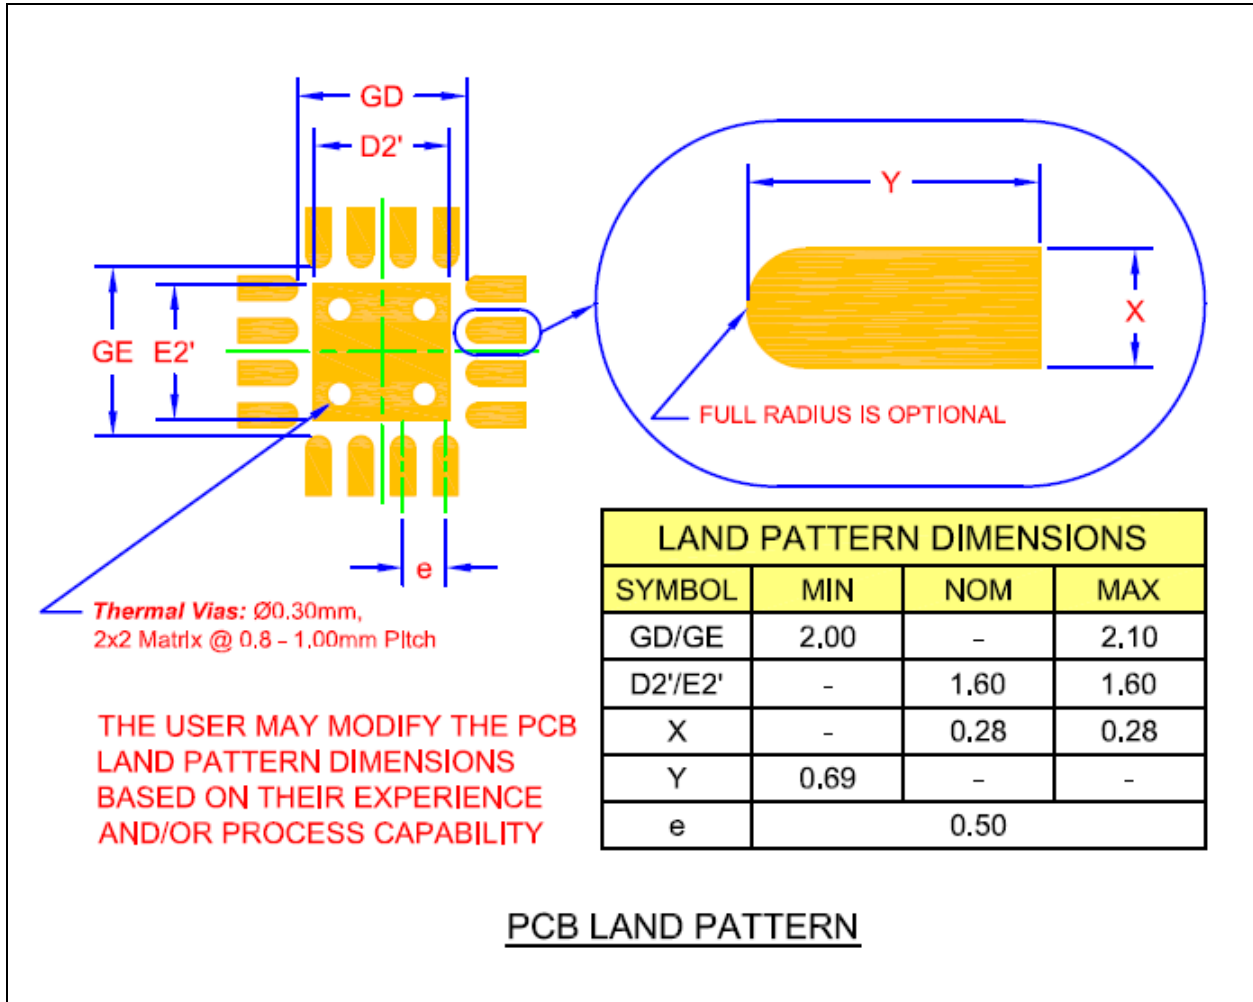 GD
D2'
Y
GE E2'
X
FULL RADIUS IS OPTIONAL
e
Thermal Vias: Ø0.30mm,
2x2 Matrix @ 0.8 – 1.00mm Pitch
THE USER MAY MODIFY THE PCB
LAND PATTERN DIMENSIONS
BASED ON THEIR EXPERIENCE
AND/OR PROCESS CAPABILITY
LAND PATTERN DIMENSIONS
SYMBOL MIN NOM MAX
GD/GE 2.00 - 2.10
D2'/E2' - 1.60 1.60
X - 0.28 0.28
Y 0.69 - -
e 0.50
PCB LAND PATTERN